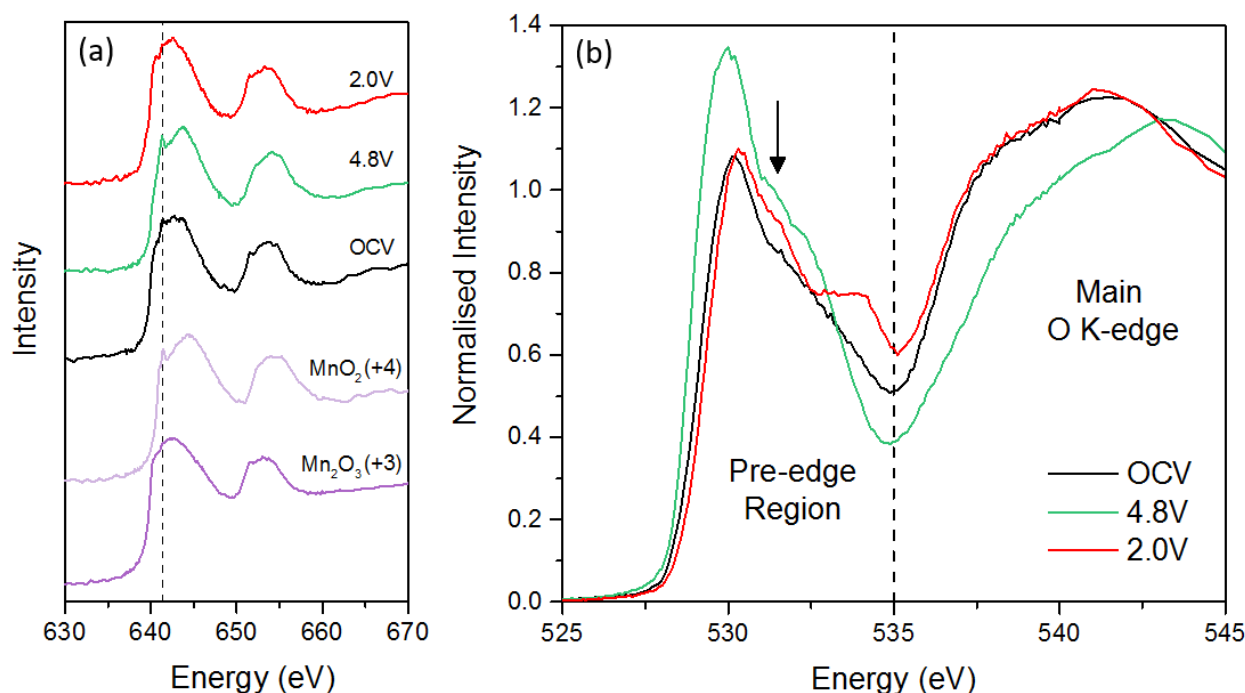 (a)
2.0V
4.8V
OCV
MnO2 (+4)
Mn2O3 (+3)
Intensity
630 640 650 660 670
Energy (eV)
(b)
1.4
1.2
1.0
0.8
0.6
0.4
0.2
0.0
Normalised Intensity
Main
O K-edge
Pre-edge
Region
OCV
4.8V
2.0V
525 530 535 540 545
Energy (eV)